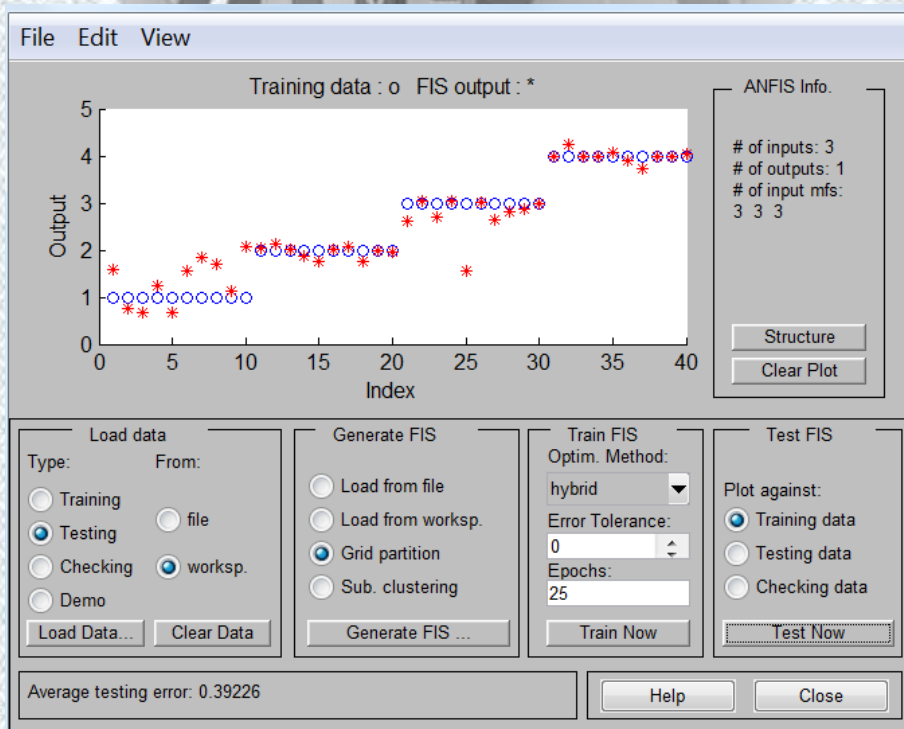 File Edit View
Training data : o   FIS output : *
Output
5
4
3
2
1
0
0 5 10 15 20 25 30 35 40
Index
ANFIS Info.
# of inputs: 3
# of outputs: 1
# of input mfs:
3 3 3
Structure
Clear Plot
Load data
Type: From:
Training
Testing
Checking
Demo
file
worksp.
Load Data... Clear Data
Generate FIS
Load from file
Load from worksp.
Grid partition
Sub. clustering
Generate FIS ...
Train FIS
Optim. Method:
hybrid
Error Tolerance:
0
Epochs:
25
Train Now
Test FIS
Plot against:
Training data
Testing data
Checking data
Test Now
Average testing error: 0.39226
Help Close